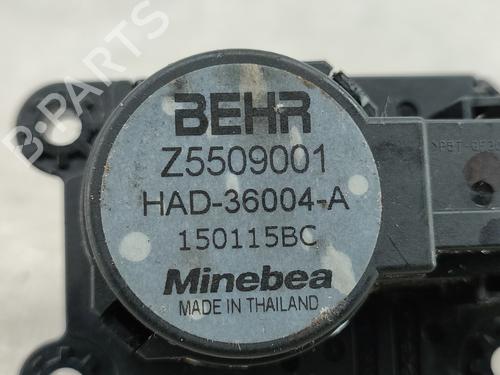 BEHR
Z5509001
HAD-36004-A
150115BC
Minebea
MADE IN THAILAND
B-PARTS